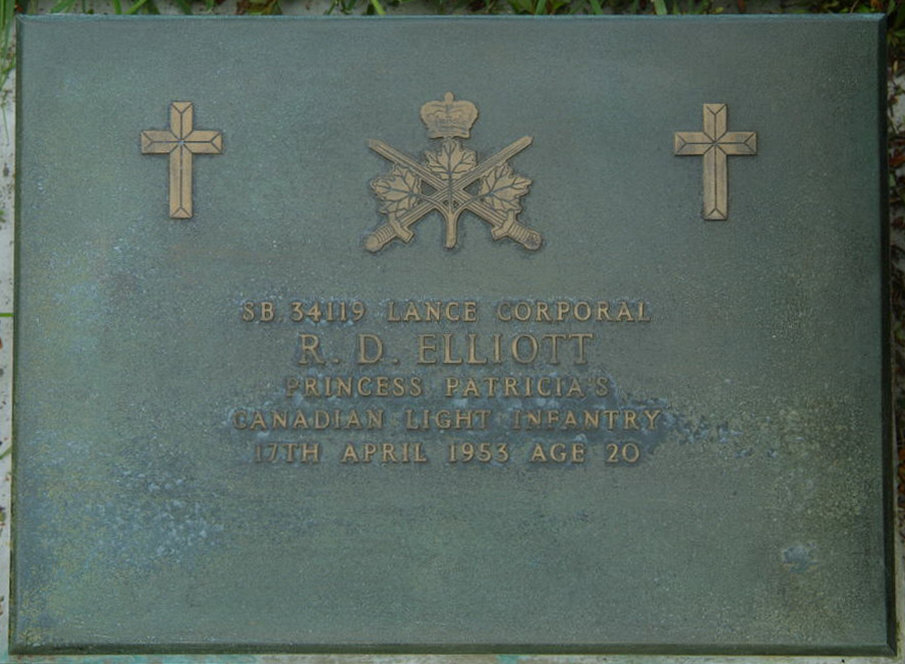 SB 34119 LANCE CORPORAL
R. D. ELLIOTT
PRINCESS PATRICIA'S
CANADIAN LIGHT INFANTRY
17TH APRIL 1953 AGE 20